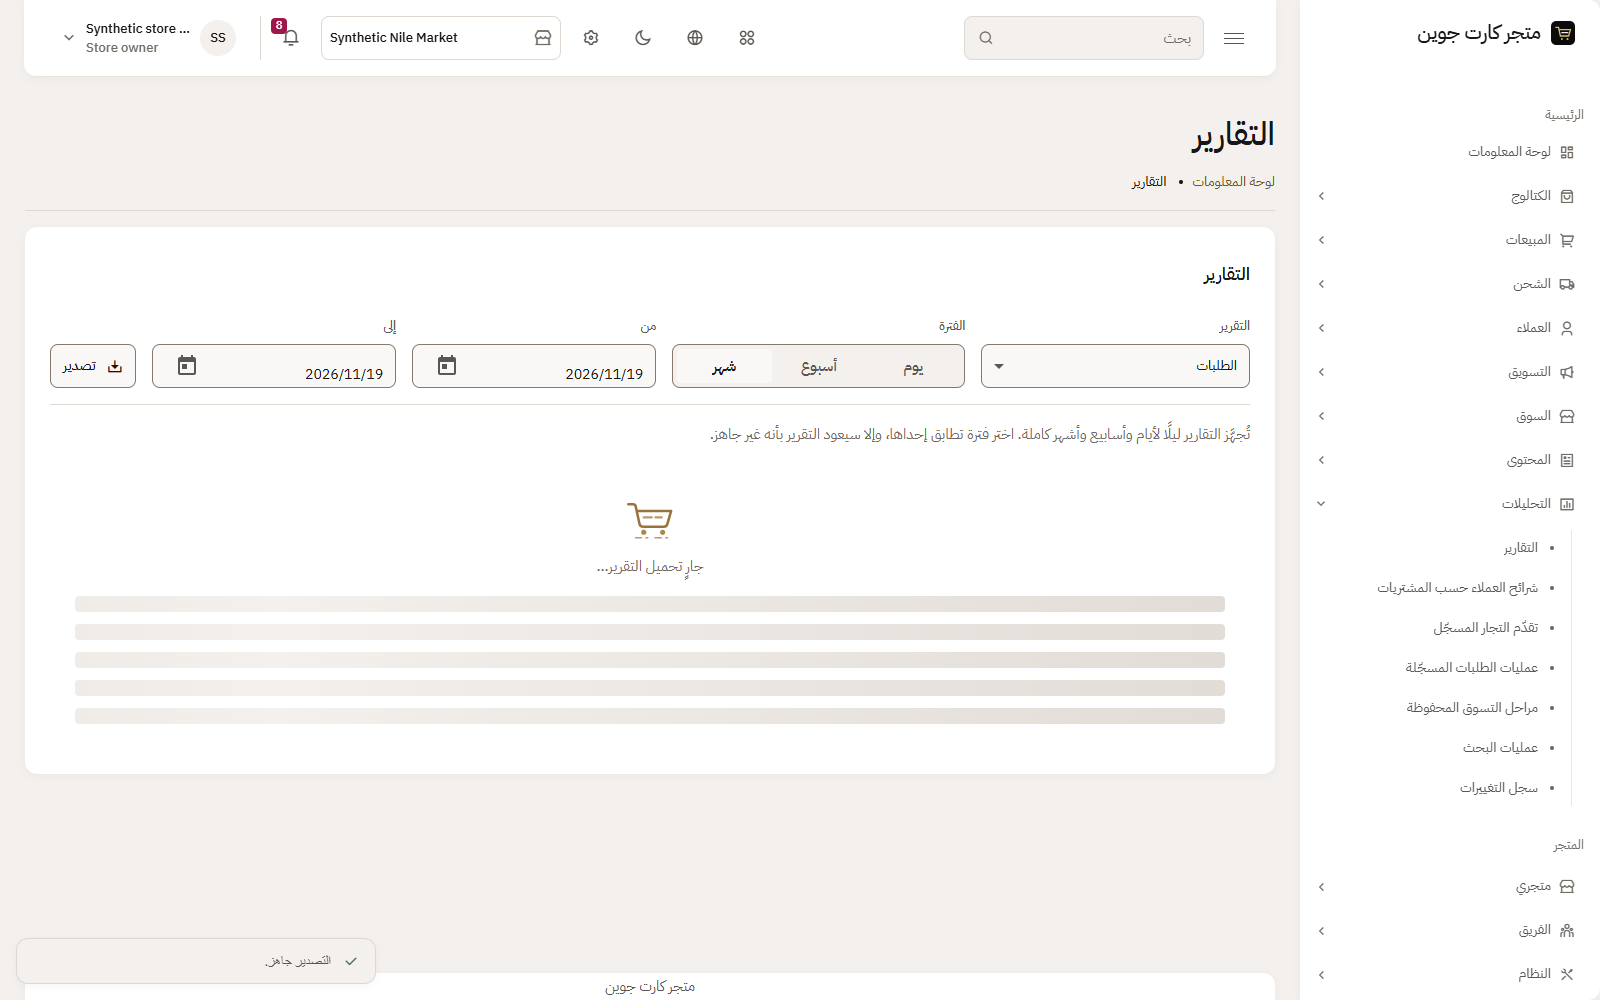 متجر كارت جوين
الرئيسية
لوحة المعلومات
الكتالوج
المبيعات
الشحن
العملاء
التسويق
السوق
المحتوى
التحليلات
التقارير
شرائح العملاء حسب المشتريات
تقدّم التجار المسجّل
عمليات الطلبات المسجّلة
مراحل التسوق المحفوظة
عمليات البحث
سجل التغييرات
المتجر
متجري
الفريق
النظام
بحث
Synthetic Nile Market
8
SS
Synthetic store ...
Store owner
التقارير
لوحة المعلومات • التقارير
التقارير
التقرير
الفترة
من
إلى
الطلبات
يوم
أسبوع
شهر
2026/11/19
2026/11/19
تصدير
تُجهَّز التقارير ليلًا لأيام وأسابيع وأشهر كاملة. اختر فترة تطابق إحداها، وإلا سيعود التقرير بأنه غير جاهز.
جارٍ تحميل التقرير...
التصدير جاهز.
متجر كارت جوين